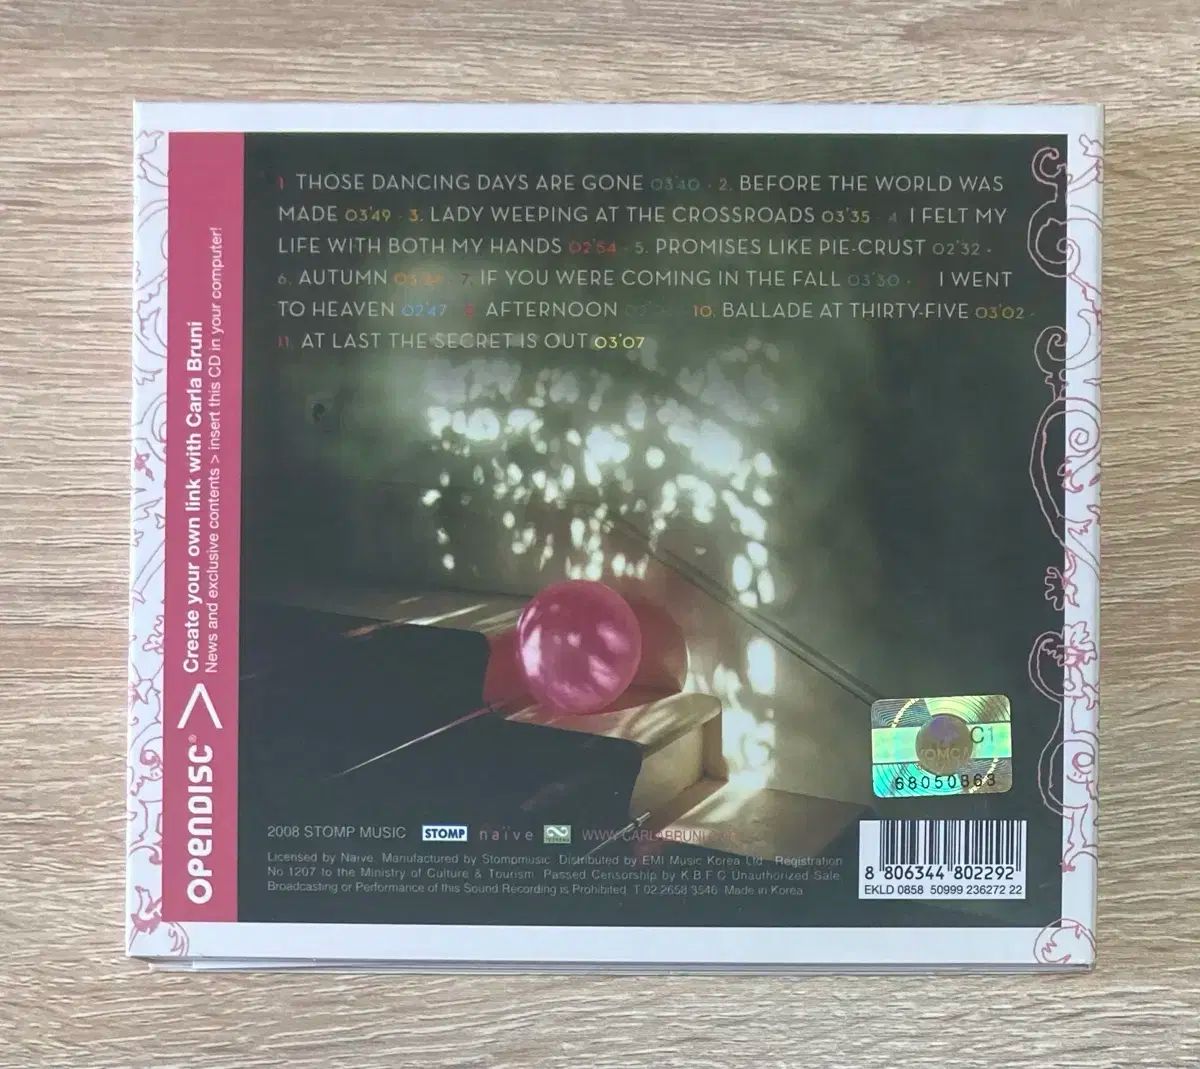 1. THOSE DANCING DAYS ARE GONE 03'40 · 2. BEFORE THE WORLD WAS
MADE 03'49 · 3. LADY WEEPING AT THE CROSSROADS 03'35 · 4. I FELT MY
LIFE WITH BOTH MY HANDS 02'54 · 5. PROMISES LIKE PIE-CRUST 02'32 ·
6. AUTUMN · 7. IF YOU WERE COMING IN THE FALL 03'30 · I WENT
TO HEAVEN 02'47 · AFTERNOON · 10. BALLADE AT THIRTY-FIVE 03'02 ·
11. AT LAST THE SECRET IS OUT 03'07
OPENDISC® > Create your own link with Carla Bruni
News and exclusive contents > insert this CD in your computer!
C1
68050868
2008 STOMP MUSIC STOMP naïve WWW.CARLABRUNI
Licensed by Naive. Manufactured by Stompmusic. Distributed by EMI Music Korea Ltd. Registration
No 1207 to the Ministry of Culture & Tourism. Passed Censorship by K.B.F.C Unauthorized Sale.
Broadcasting or Performance of this Sound Recording is Prohibited. T 02.2658.3546 Made in Korea
8 806344 802292
EKLD 0858 50999 236272 22